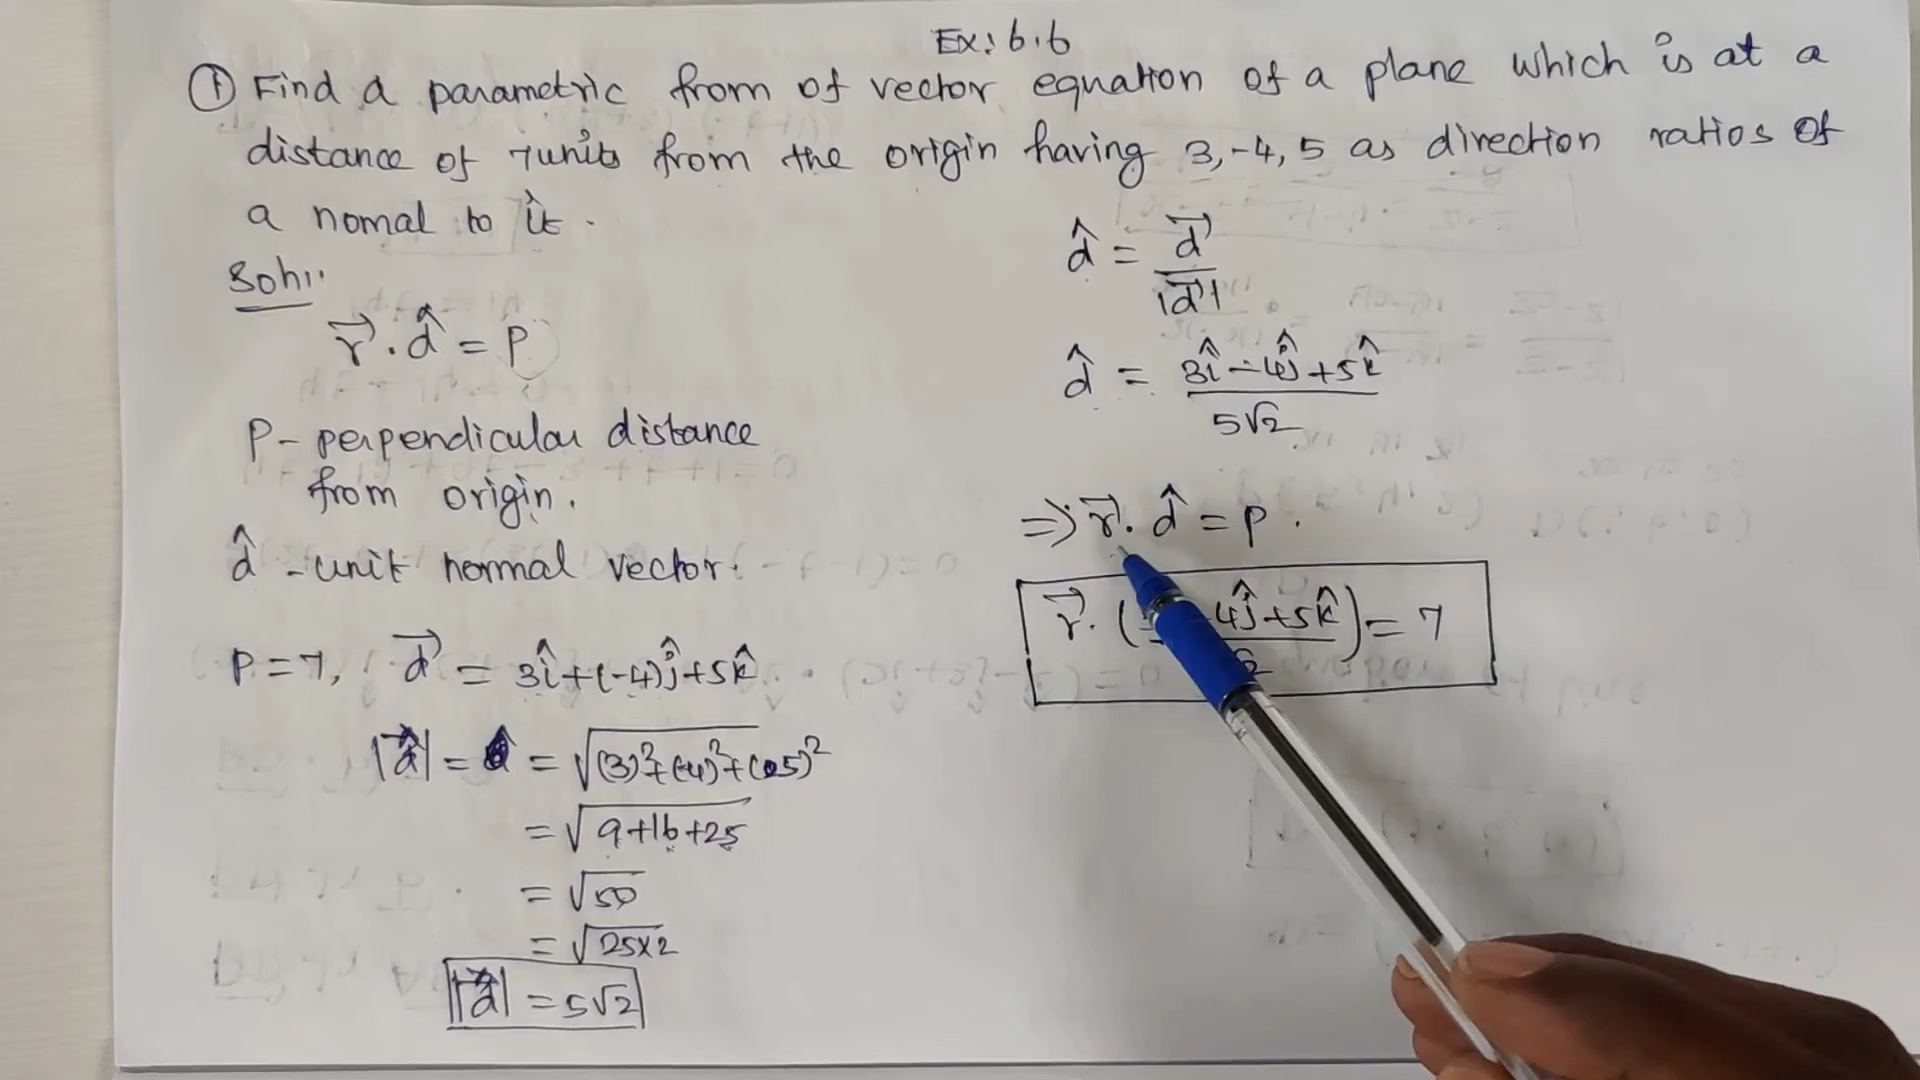 Ex: 6.6
① Find a parametric from of vector equation of a plane which is at a
distance of 7units from the origin having 3,-4, 5 as direction ratios of
a nomal to it.
Soln:
r⃗ . d̂ = P
P - perpendicular distance
from origin.
d̂ - unit normal vector.
P = 7, d⃗ = 3î + (-4)ĵ + 5k̂
|d⃗| = = √(3)²+(-4)²+(5)²
= √9+16+25
= √50
= √25×2
|d⃗| = 5√2
d̂ = d⃗ / |d⃗|
d̂ = 3î - 4ĵ + 5k̂ / 5√2
⇒ r⃗ . d̂ = P.
r⃗ . ( 4ĵ + 5k̂ / 2 ) = 7